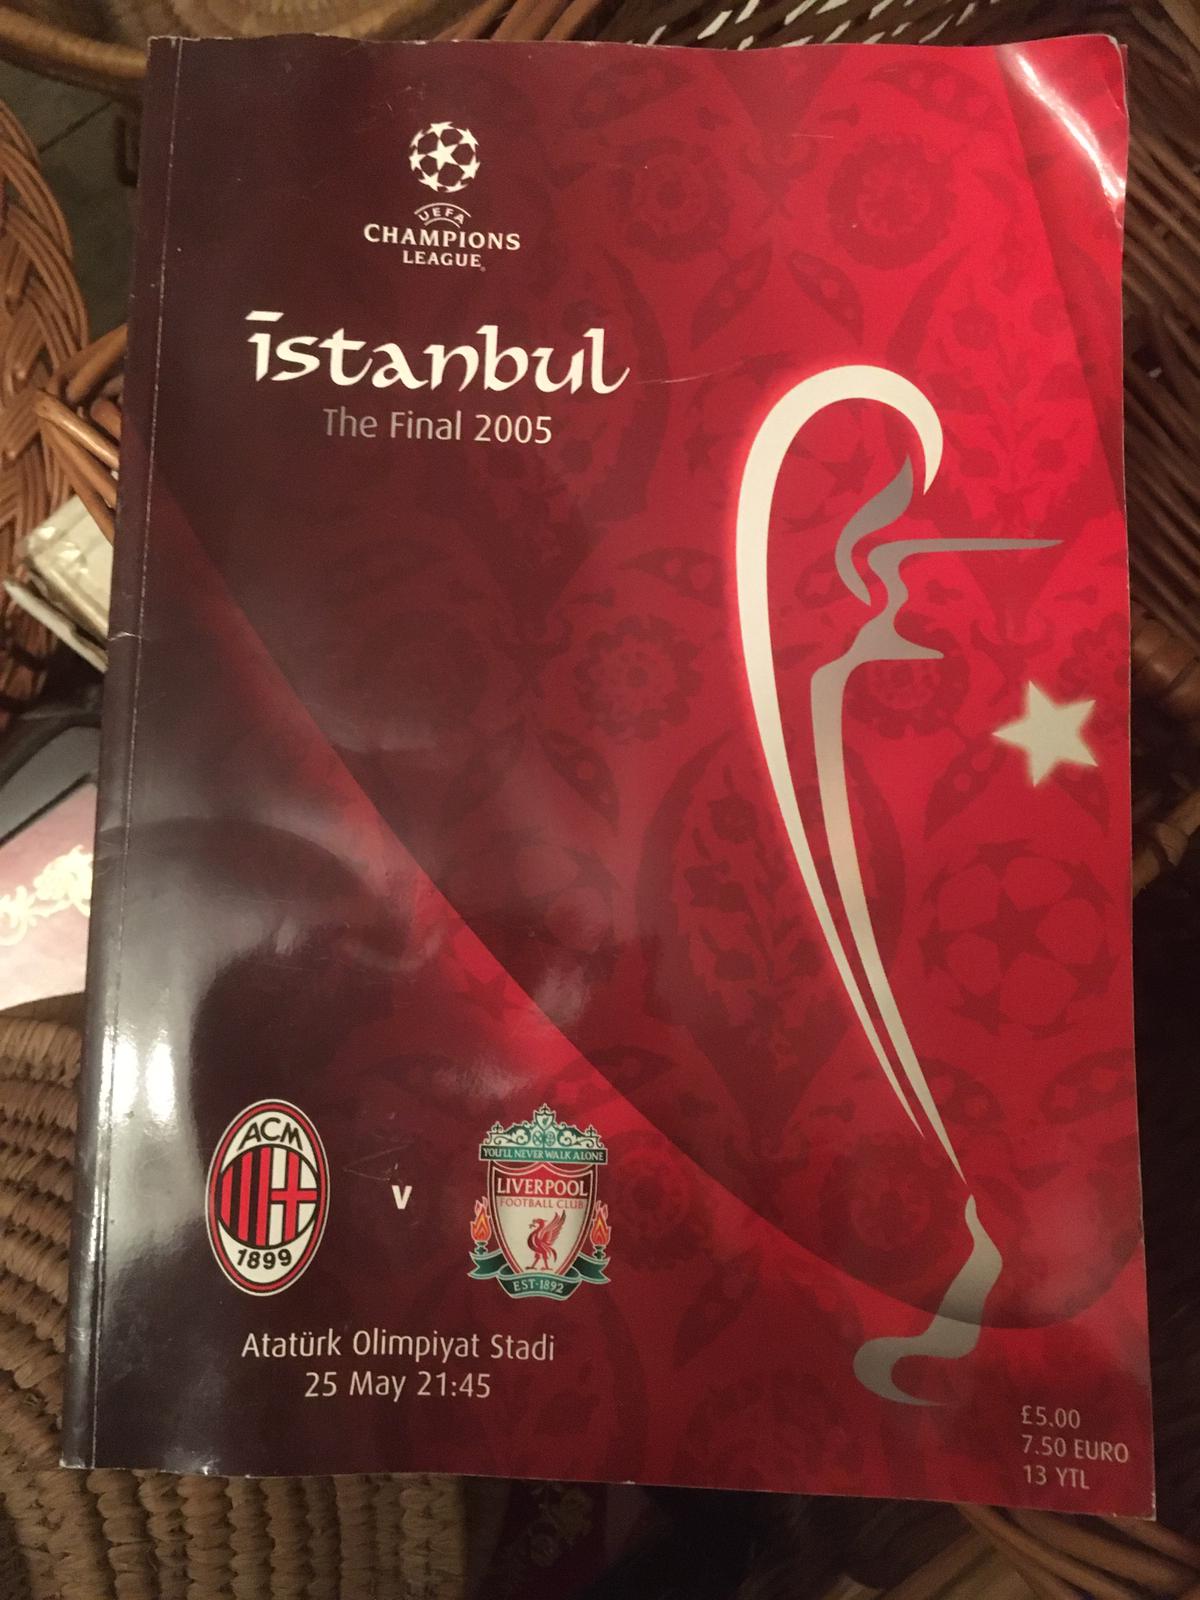 UEFA
CHAMPIONS
LEAGUE
istanbul
The Final 2005
ACM
1899
v
YOU'LL NEVER WALK ALONE
LIVERPOOL
FOOTBALL CLUB
EST·1892
Atatürk Olimpiyat Stadi
25 May 21:45
£5.00
7.50 EURO
13 YTL